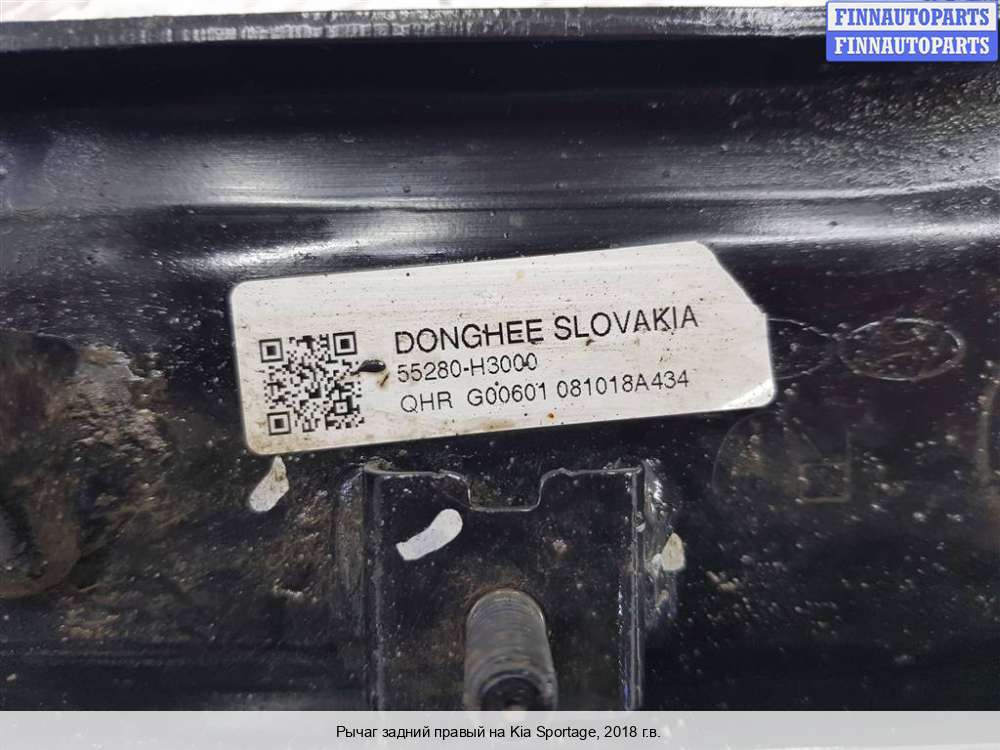 FINNAUTOPARTS
FINNAUTOPARTS
DONGHEE SLOVAKIA
55280-H3000
QHR G00601 081018A434
Рычаг задний правый на Kia Sportage, 2018 г.в.